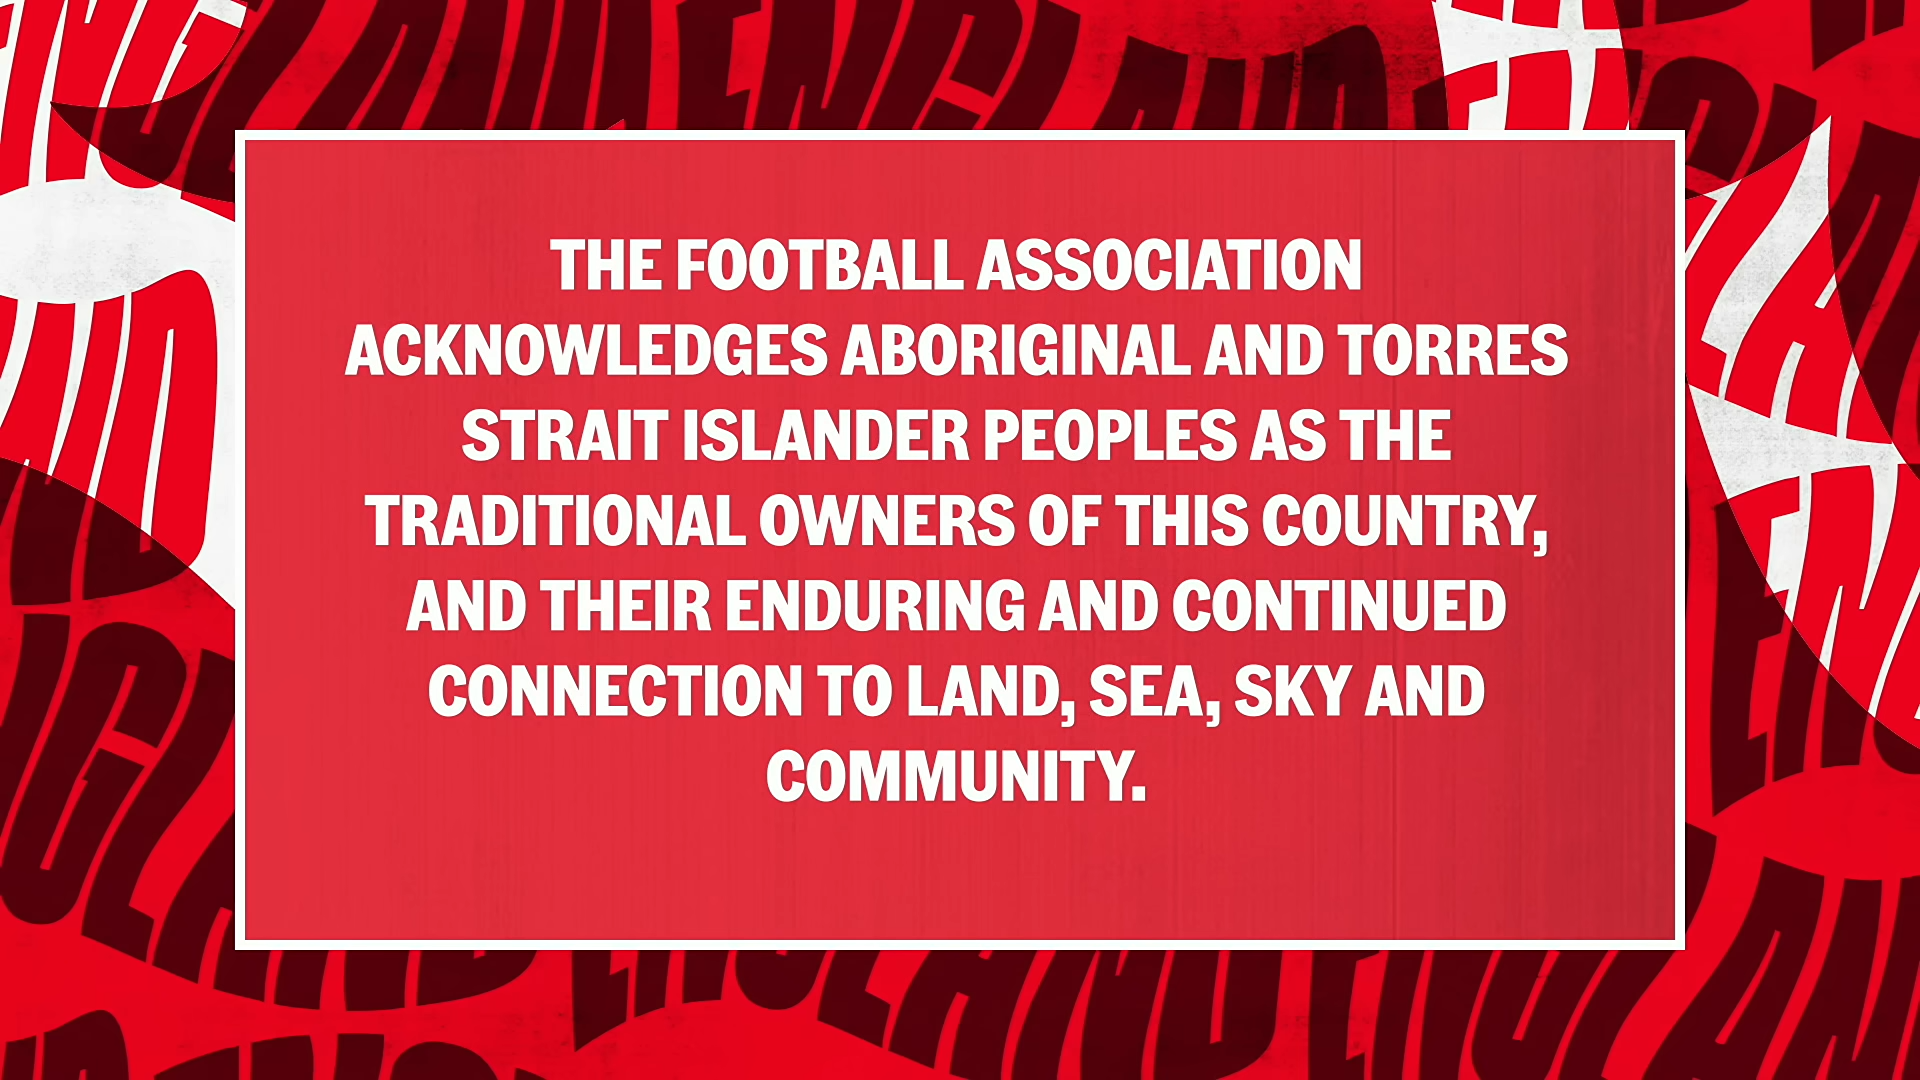 THE FOOTBALL ASSOCIATION
ACKNOWLEDGES ABORIGINAL AND TORRES
STRAIT ISLANDER PEOPLES AS THE
TRADITIONAL OWNERS OF THIS COUNTRY,
AND THEIR ENDURING AND CONTINUED
CONNECTION TO LAND, SEA, SKY AND
COMMUNITY.